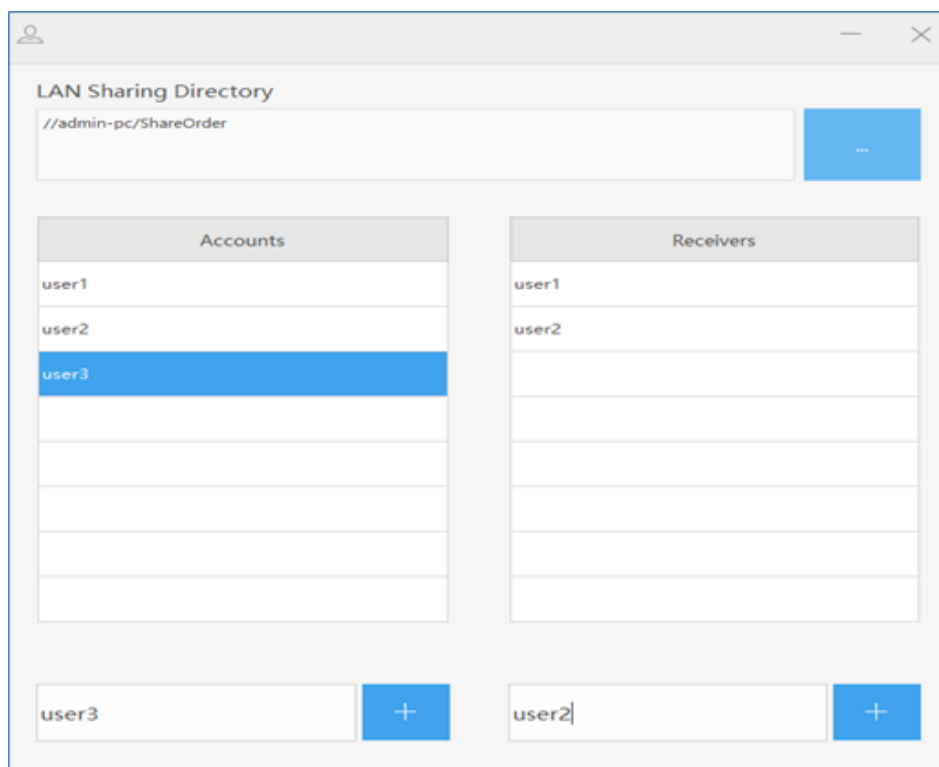 LAN Sharing Directory
//admin-pc/ShareOrder
...
Accounts
user1
user2
user3
Receivers
user1
user2
user3
+
user2
+